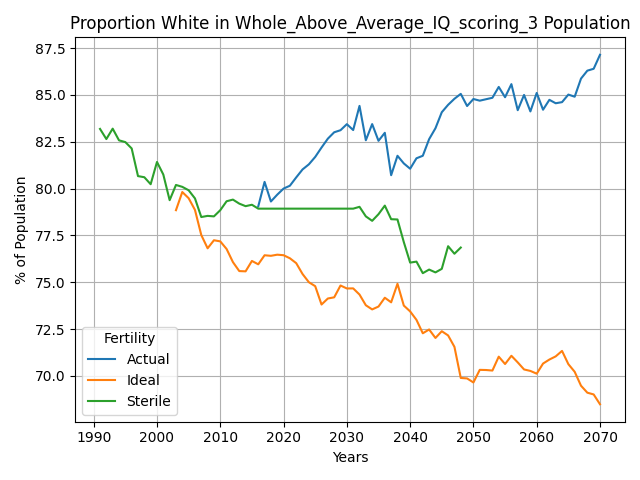 Proportion White in Whole_Above_Average_IQ_scoring_3 Population
% of Population
87.5
85.0
82.5
80.0
77.5
75.0
72.5
70.0
Fertility
Actual
Ideal
Sterile
1990 2000 2010 2020 2030 2040 2050 2060 2070
Years